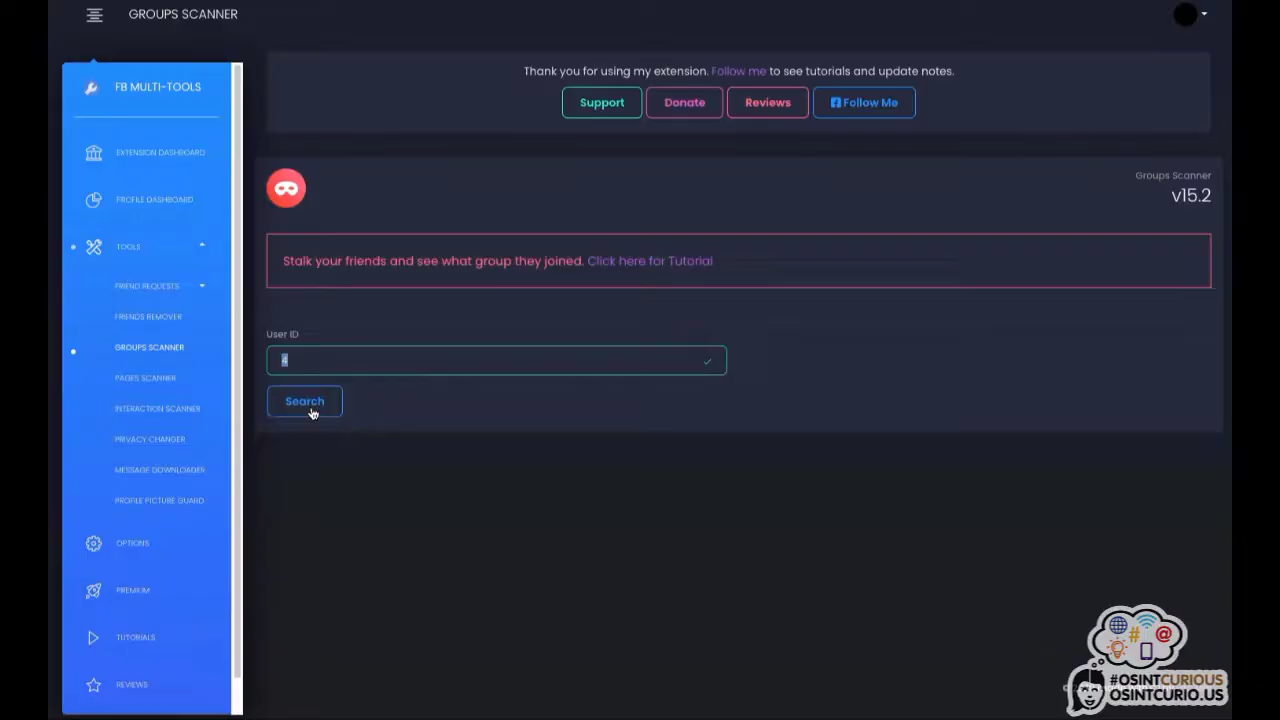 GROUPS SCANNER
FB MULTI-TOOLS
EXTENSION DASHBOARD
PROFILE DASHBOARD
TOOLS
FRIEND REQUESTS
FRIENDS REMOVER
GROUPS SCANNER
PAGES SCANNER
INTERACTION SCANNER
PRIVACY CHANGER
MESSAGE DOWNLOADER
PROFILE PICTURE GUARD
OPTIONS
PREMIUM
TUTORIALS
REVIEWS
Thank you for using my extension. Follow me to see tutorials and update notes.
Support Donate Reviews Follow Me
Groups Scanner
v15.2
Stalk your friends and see what group they joined. Click here for Tutorial
User ID
4
Search
#OSINTCURIOUS
OSINTCURIO.US